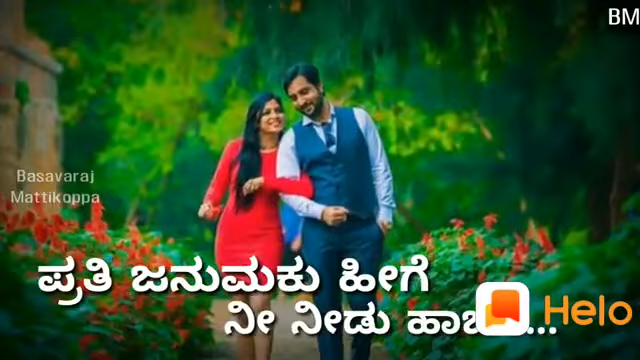 BM
Basavaraj
Mattikoppa
ಪ್ರತಿ ಜನುಮಕು ಹೀಗೆ
ನೀ ನೀಡು
Helo